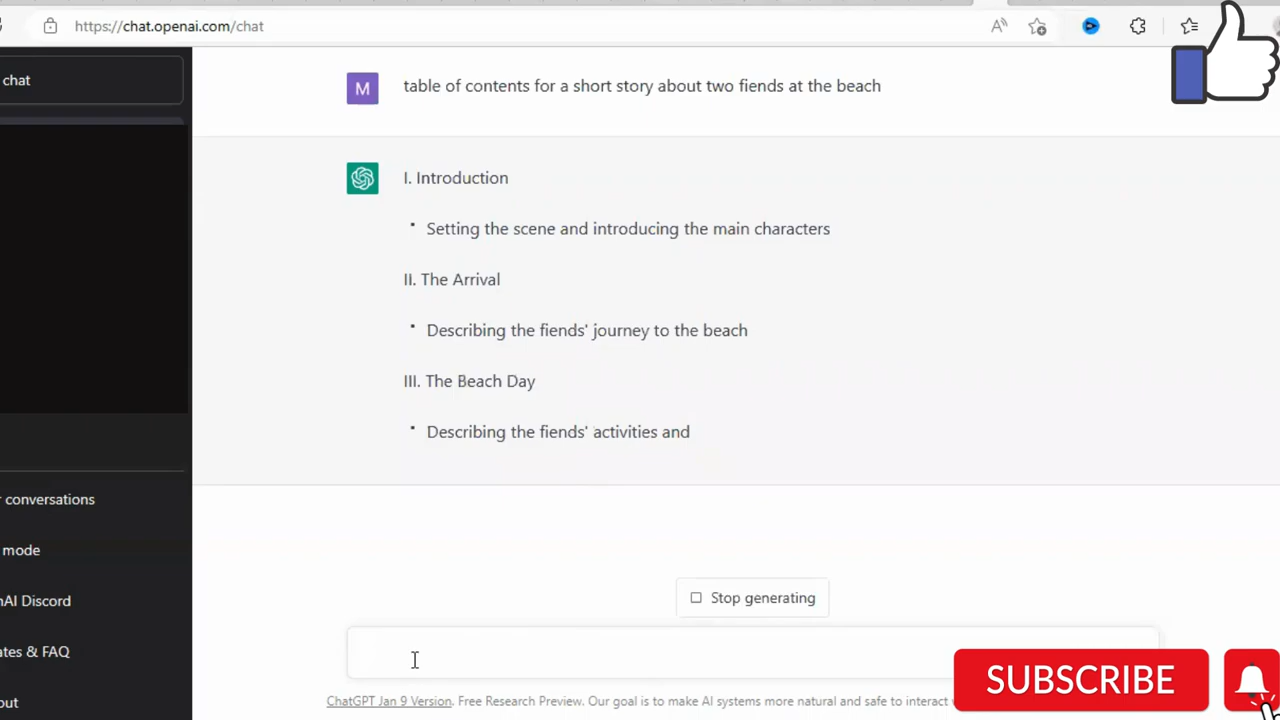 https://chat.openai.com/chat
chat
M
table of contents for a short story about two fiends at the beach
I. Introduction
• Setting the scene and introducing the main characters
II. The Arrival
• Describing the fiends' journey to the beach
III. The Beach Day
• Describing the fiends' activities and
conversations
mode
AI Discord
ates & FAQ
out
Stop generating
ChatGPT Jan 9 Version. Free Research Preview. Our goal is to make AI systems more natural and safe to interact
SUBSCRIBE